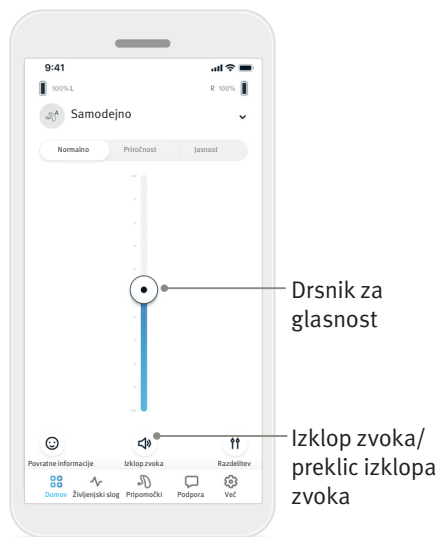 9:41
100% L
R 100%
Samodejno
Normalno Priročnost Jasnost
Drsnik za
glasnost
Povratne informacije Izklop zvoka Razdelitev
Izklop zvoka/
preklic izklopa
zvoka
Domov Življenjski slog Pripomočki Podpora Več